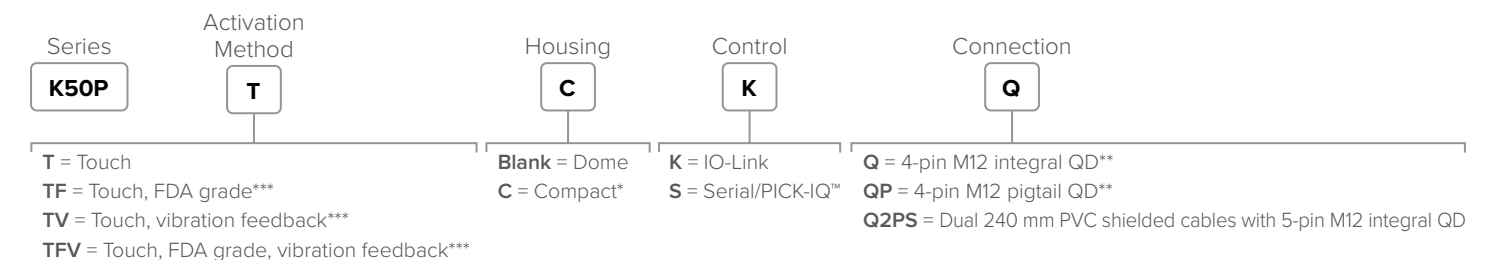 Series
Activation
Method
Housing
Control
Connection
K50P
T
C
K
Q
T = Touch
TF = Touch, FDA grade***
TV = Touch, vibration feedback***
TFV = Touch, FDA grade, vibration feedback***
Blank = Dome
C = Compact*
K = IO-Link
S = Serial/PICK-IQ™
Q = 4-pin M12 integral QD**
QP = 4-pin M12 pigtail QD**
Q2PS = Dual 240 mm PVC shielded cables with 5-pin M12 integral QD